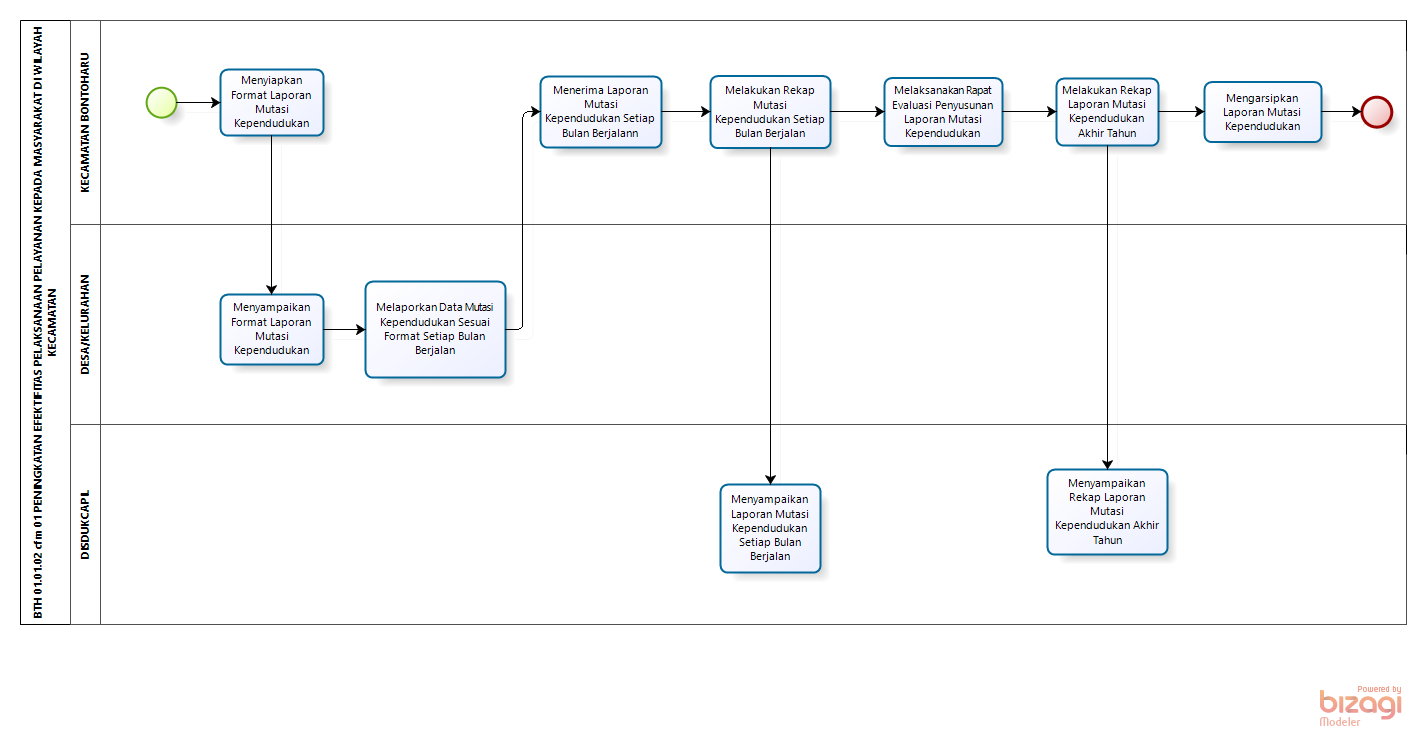 BTH 01.01.02 cfm 01 PENINGKATAN EFEKTIFITAS PELAKSANAAN PELAYANAN KEPADA MASYARAKAT DI WILAYAH
KECAMATAN
KECAMATAN BONTOHARU
Menyiapkan
Format Laporan
Mutasi
Kependudukan
Menerima Laporan
Mutasi
Kependudukan Setiap
Bulan Berjalann
Melakukan Rekap
Mutasi
Kependudukan Setiap
Bulan Berjalan
Melaksanakan Rapat
Evaluasi Penyusunan
Laporan Mutasi
Kependudukan
Melakukan Rekap
Laporan Mutasi
Kependudukan
Akhir Tahun
Mengarsipkan
Laporan Mutasi
Kependudukan
DESA/KELURAHAN
Menyampaikan
Format Laporan
Mutasi
Kependudukan
Melaporkan Data Mutasi
Kependudukan Sesuai
Format Setiap Bulan
Berjalan
DISDUKCAPIL
Menyampaikan
Laporan Mutasi
Kependudukan
Setiap Bulan
Berjalan
Menyampaikan
Rekap Laporan
Mutasi
Kependudukan Akhir
Tahun
Powered by
bizagi
Modeler